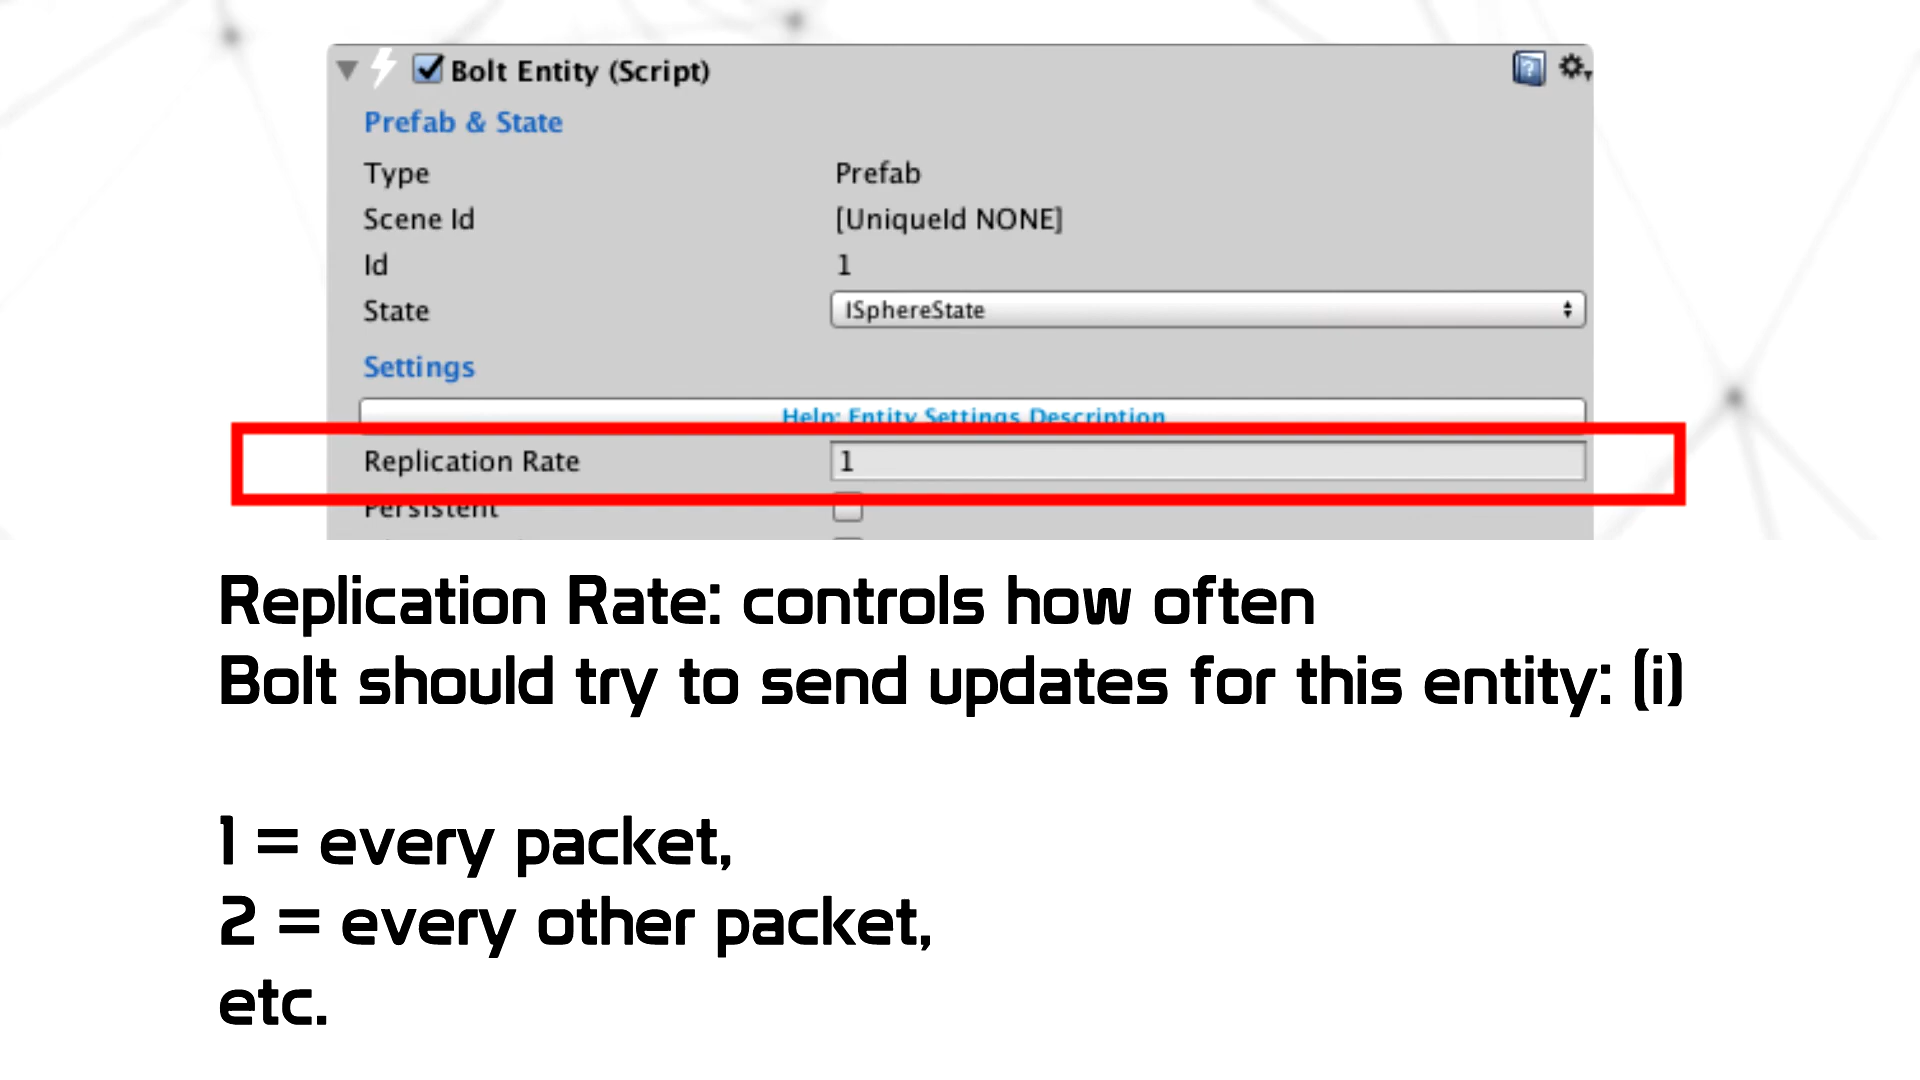 Bolt Entity (Script)
Prefab & State
Type Prefab
Scene Id [UniqueId NONE]
Id 1
State ISphereState
Settings
Help: Entity Settings Description
Replication Rate 1
Persistent
Replication Rate: controls how often
Bolt should try to send updates for this entity: (i)
1 = every packet,
2 = every other packet,
etc.